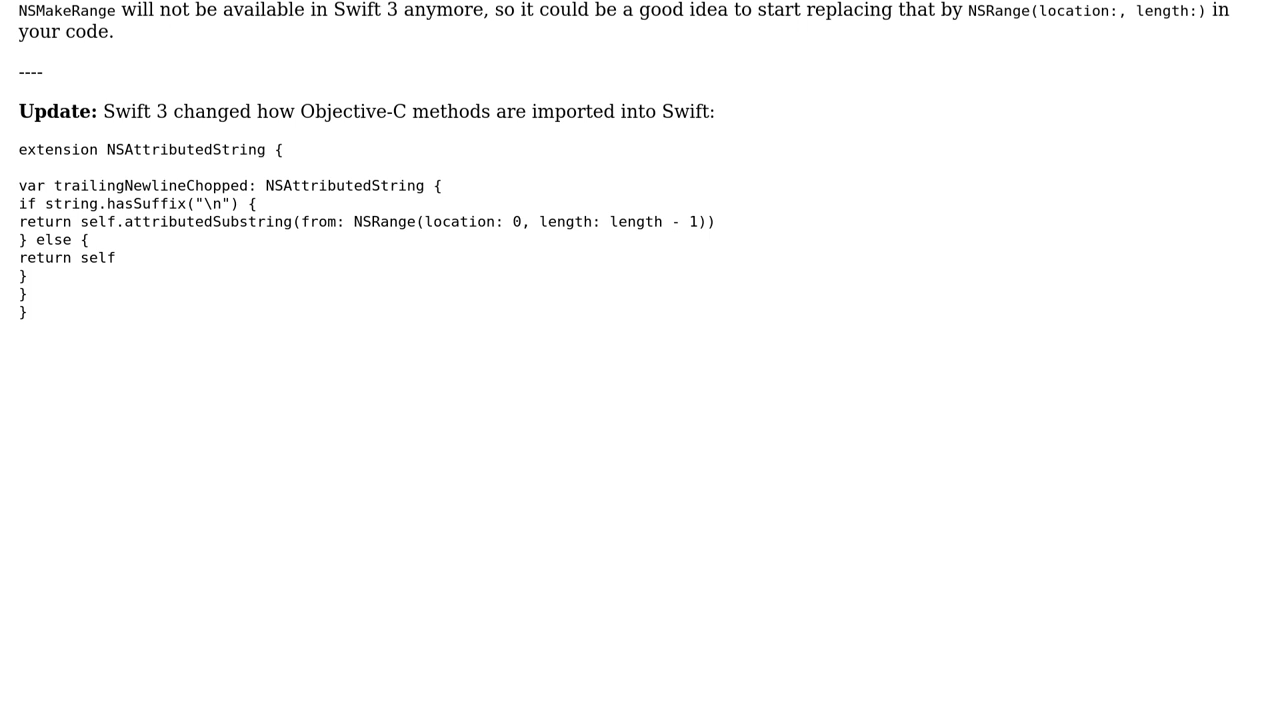 NSMakeRange will not be available in Swift 3 anymore, so it could be a good idea to start replacing that by NSRange(location:, length:) in
your code.
----
Update: Swift 3 changed how Objective-C methods are imported into Swift:
extension NSAttributedString {
var trailingNewlineChopped: NSAttributedString {
if string.hasSuffix("\n") {
return self.attributedSubstring(from: NSRange(location: 0, length: length - 1))
} else {
return self
}
}
}